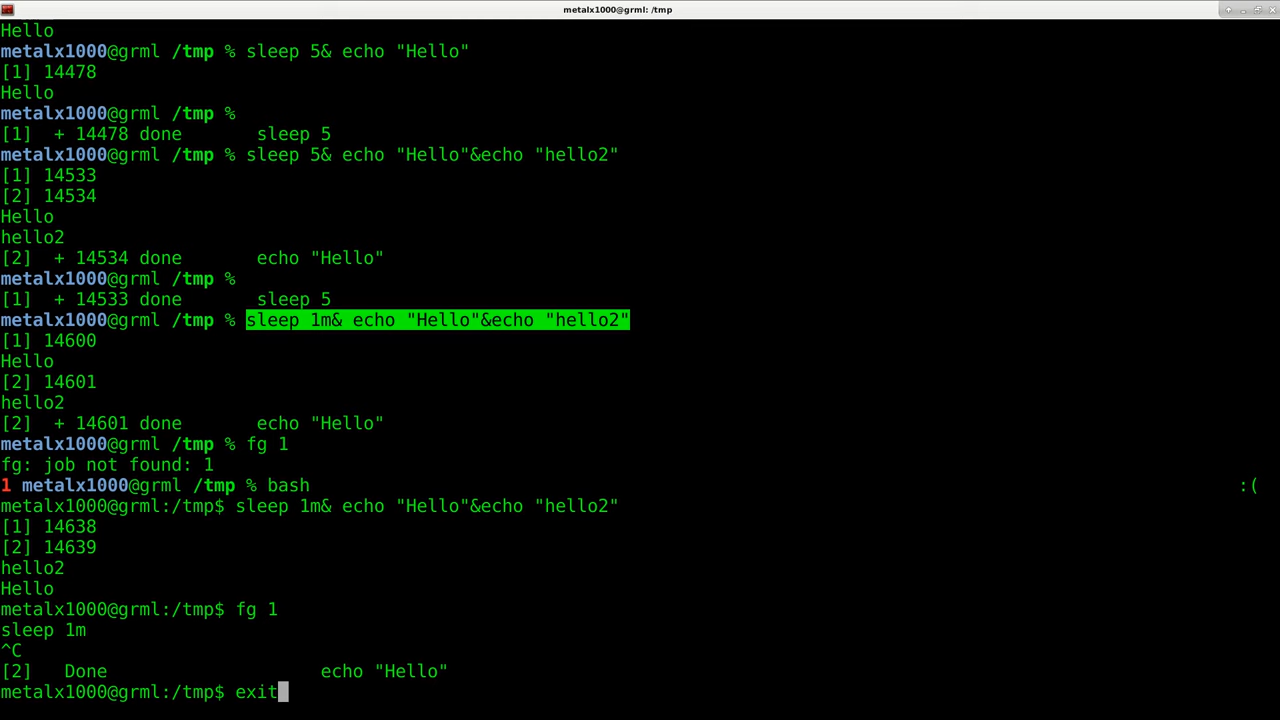 metalx1000@grml: /tmp
Hello
metalx1000@grml /tmp % sleep 5& echo "Hello"
[1] 14478
Hello
metalx1000@grml /tmp %
[1]  + 14478 done       sleep 5
metalx1000@grml /tmp % sleep 5& echo "Hello"&echo "hello2"
[1] 14533
[2] 14534
Hello
hello2
[2]  + 14534 done       echo "Hello"
metalx1000@grml /tmp %
[1]  + 14533 done       sleep 5
metalx1000@grml /tmp % sleep 1m& echo "Hello"&echo "hello2"
[1] 14600
Hello
[2] 14601
hello2
[2]  + 14601 done       echo "Hello"
metalx1000@grml /tmp % fg 1
fg: job not found: 1
1 metalx1000@grml /tmp % bash :(
metalx1000@grml:/tmp$ sleep 1m& echo "Hello"&echo "hello2"
[1] 14638
[2] 14639
hello2
Hello
metalx1000@grml:/tmp$ fg 1
sleep 1m
^C
[2]   Done                    echo "Hello"
metalx1000@grml:/tmp$ exit